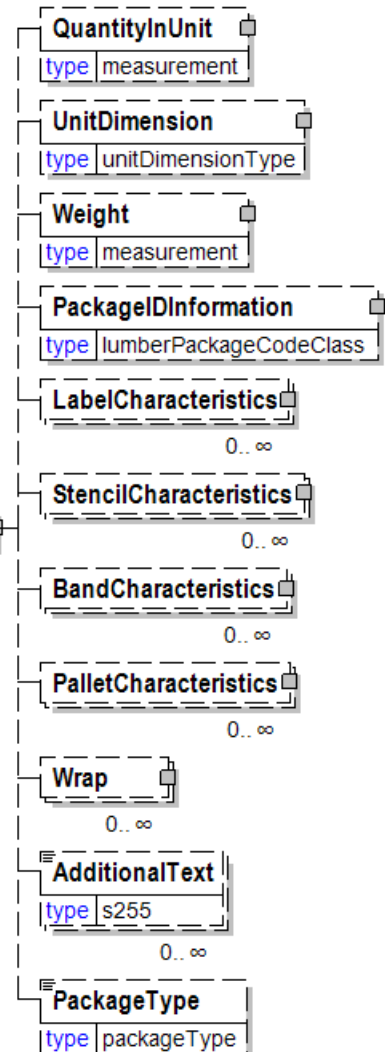 QuantityInUnit
type measurement
UnitDimension
type unitDimensionType
Weight
type measurement
PackageIDInformation
type lumberPackageCodeClass
LabelCharacteristics
0.. ∞
StencilCharacteristics
0.. ∞
BandCharacteristics
0.. ∞
PalletCharacteristics
0.. ∞
Wrap
0.. ∞
AdditionalText
type s255
0.. ∞
PackageType
type packageType